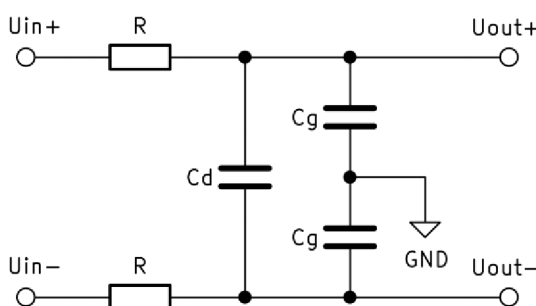 Uin+
R
Uout+
Cg
Cd
Cg
GND
Uin-
R
Uout-